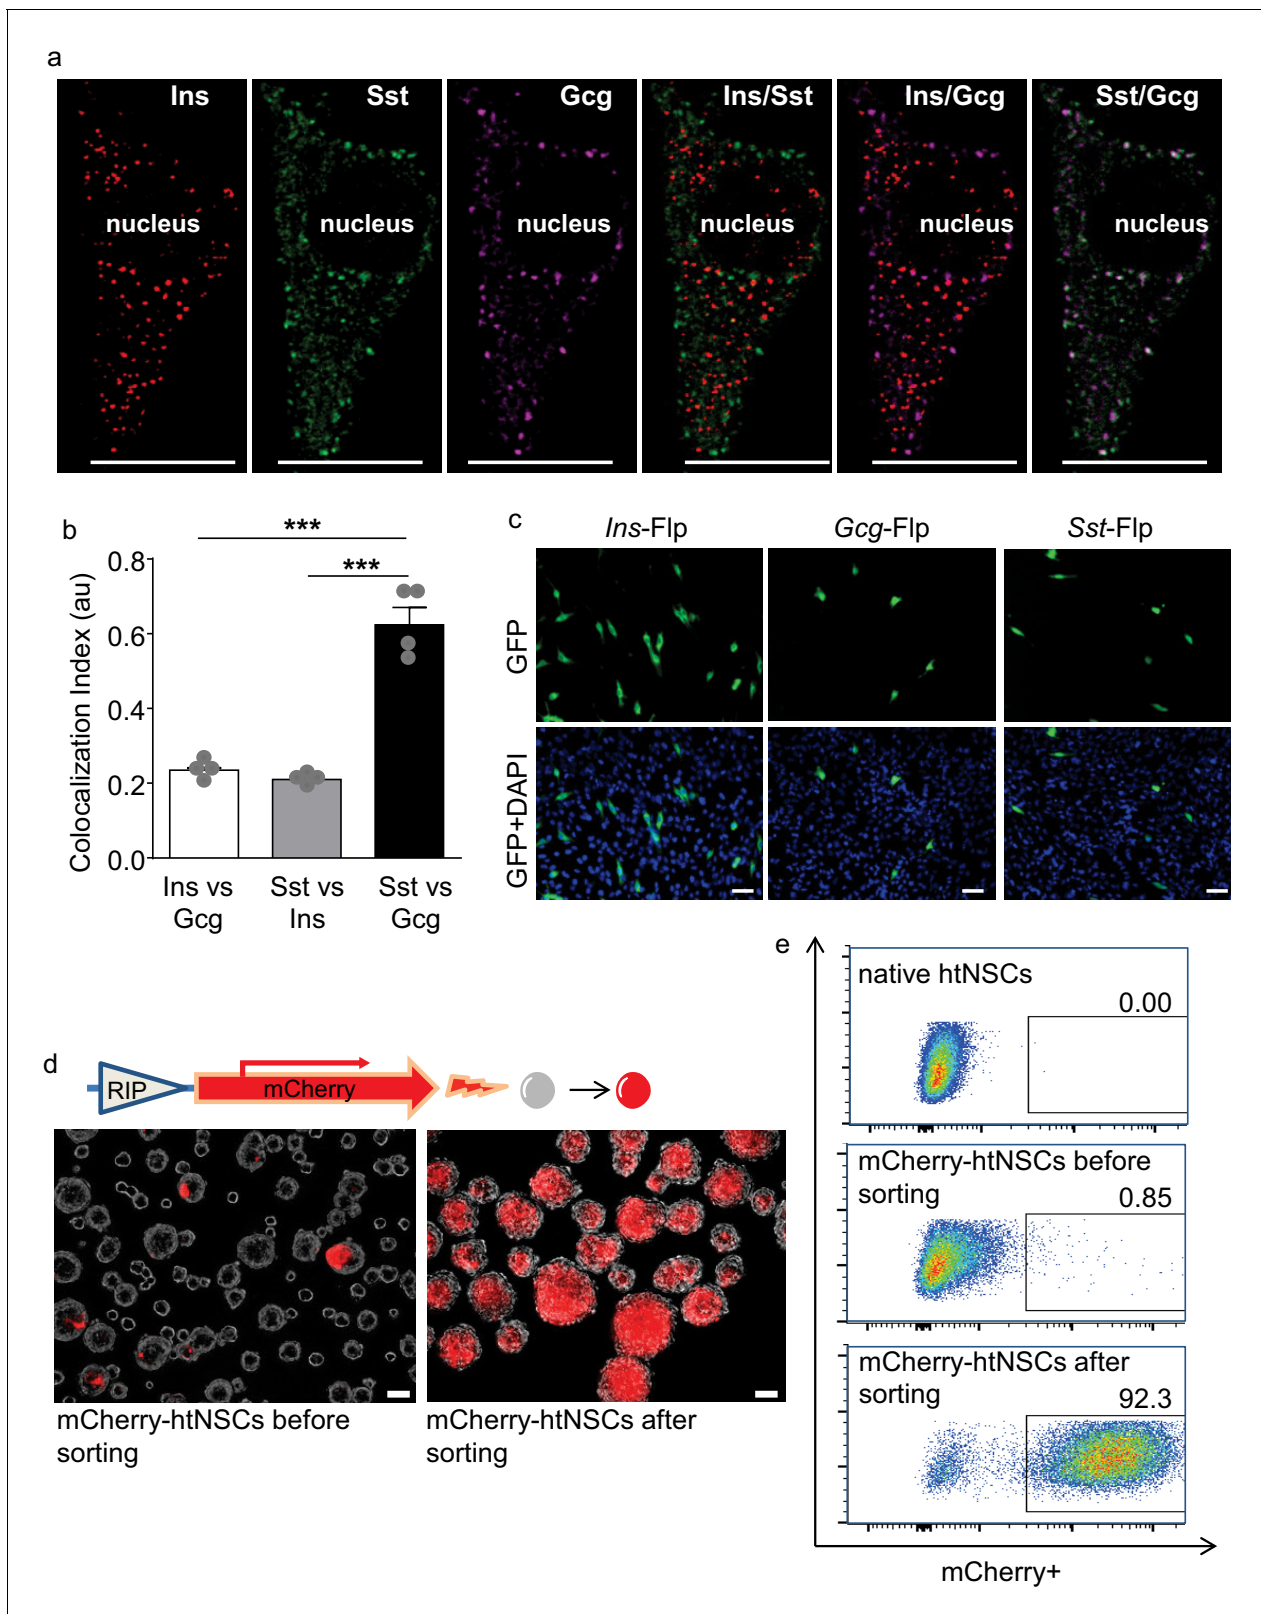 a
Ins
Sst
Gcg
Ins/Sst
Ins/Gcg
Sst/Gcg
nucleus
nucleus
nucleus
nucleus
nucleus
nucleus
b
***
***
Colocalization Index (au)
0.8
0.6
0.4
0.2
0.0
Ins vs
Gcg
Sst vs
Ins
Sst vs
Gcg
c
Ins-Flp
Gcg-Flp
Sst-Flp
GFP
GFP+DAPI
d
RIP
mCherry
mCherry-htNSCs before
sorting
mCherry-htNSCs after
sorting
e
native htNSCs
0.00
mCherry-htNSCs before
sorting
0.85
mCherry-htNSCs after
sorting
92.3
mCherry+